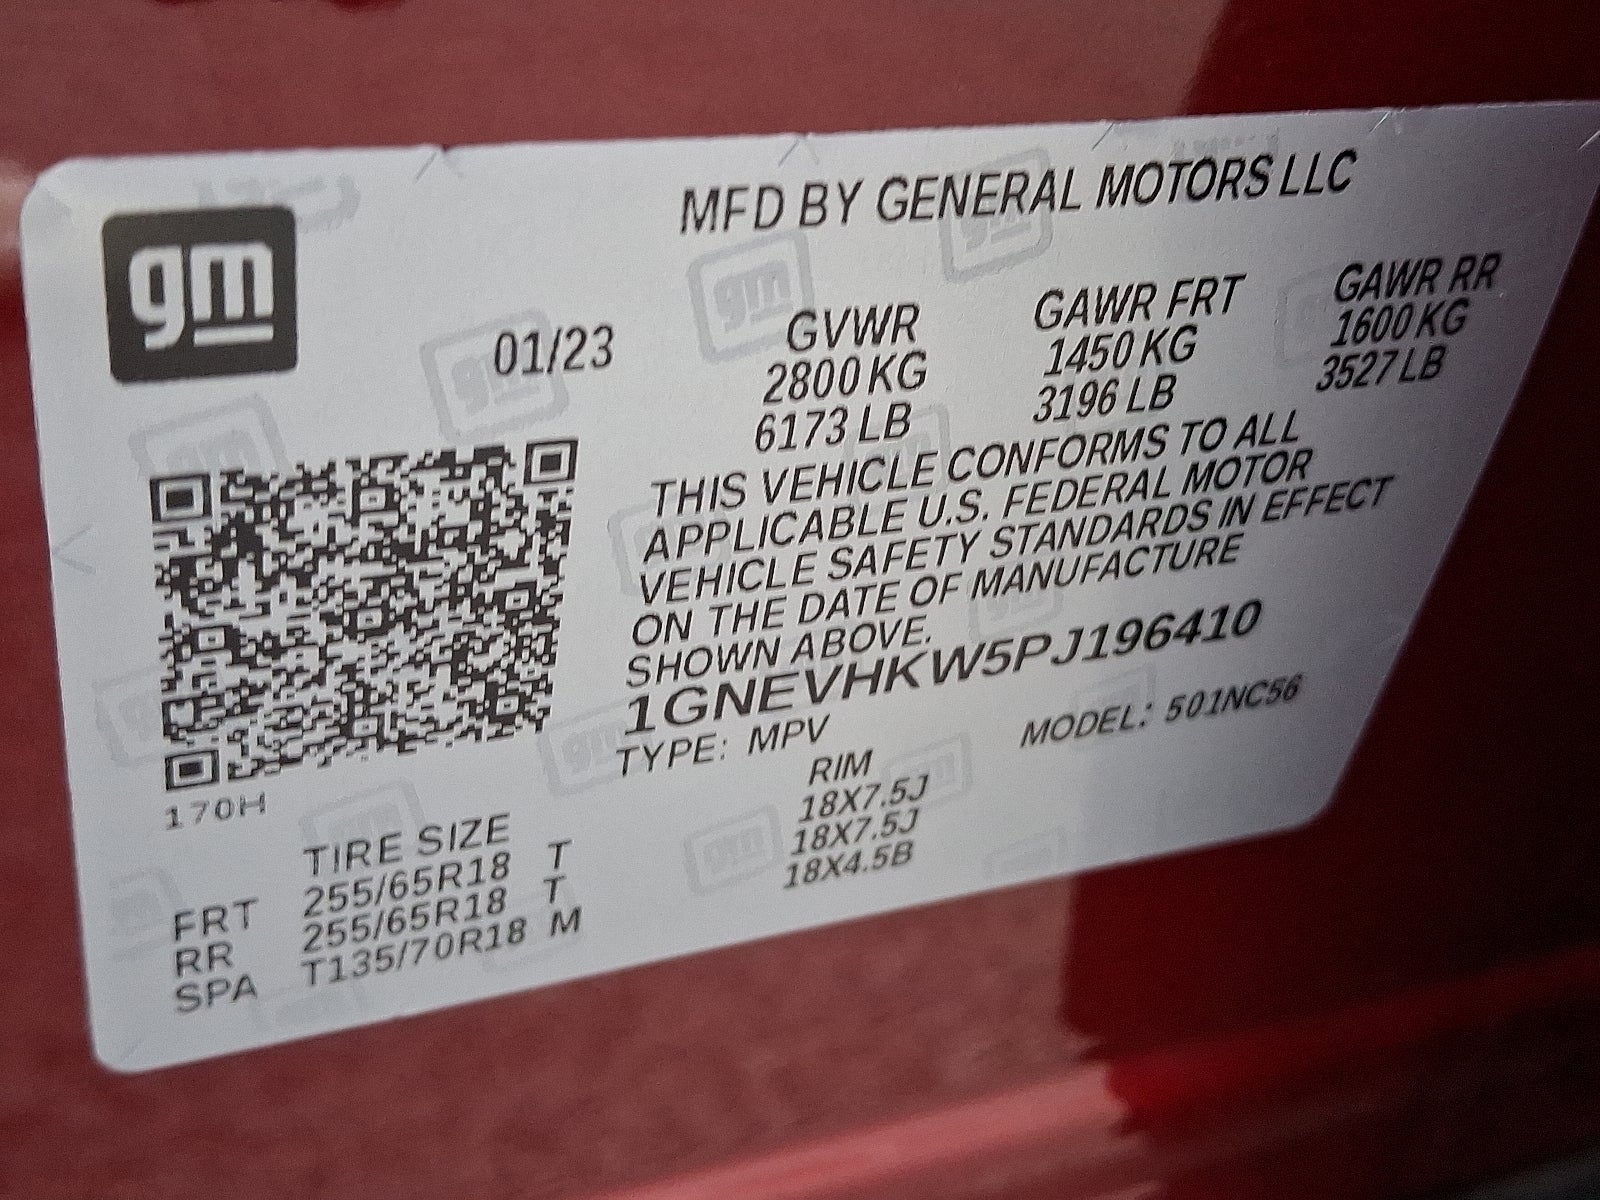 gm
MFD BY GENERAL MOTORS LLC
01/23
GVWR GAWR FRT GAWR RR
2800 KG 1450 KG 1600 KG
6173 LB 3196 LB 3527 LB
THIS VEHICLE CONFORMS TO ALL
APPLICABLE U.S. FEDERAL MOTOR
VEHICLE SAFETY STANDARDS IN EFFECT
ON THE DATE OF MANUFACTURE
SHOWN ABOVE.
1GNEVHKW5PJ196410
TYPE: MPV MODEL: 501NC56
170H
TIRE SIZE RIM
FRT 255/65R18 T 18X7.5J
RR 255/65R18 T 18X7.5J
SPA T135/70R18 M 18X4.5B